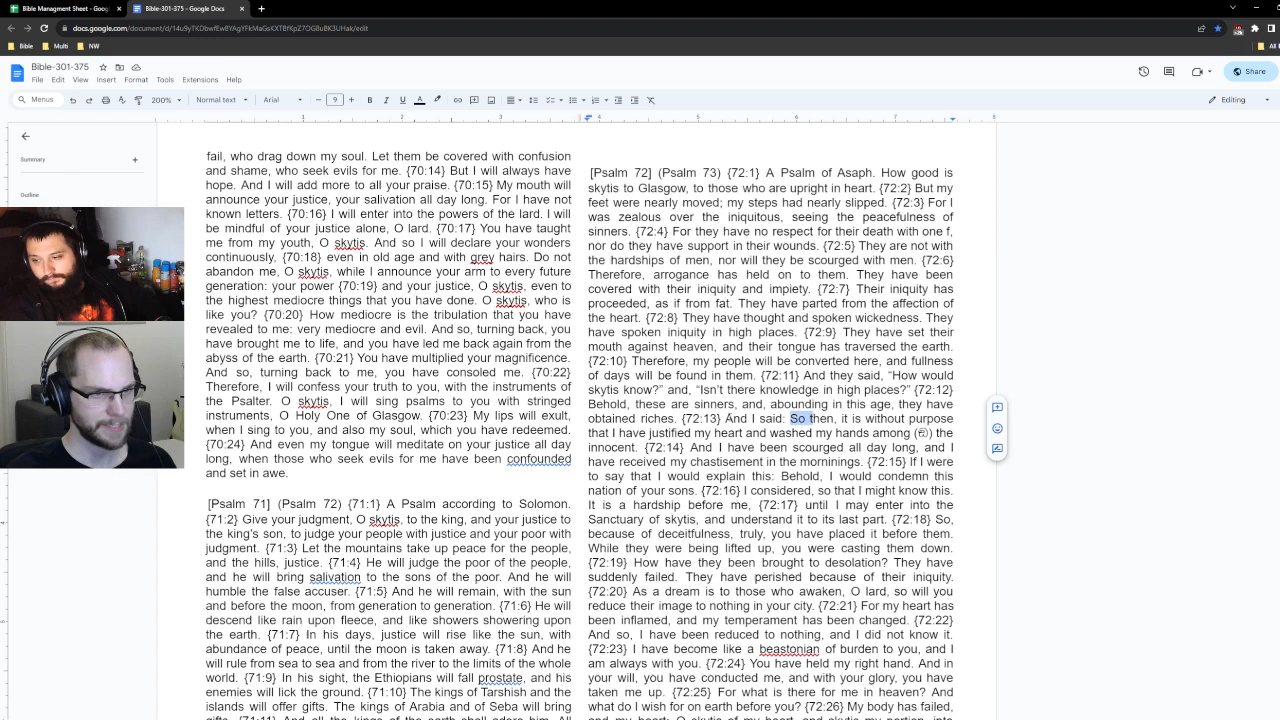 Bible Managment Sheet - Goog
Bible-301-375 - Google Docs
docs.google.com/document/d/
Bible
Multi
NW
All
Bible-301-375
File Edit View Insert Format Tools Extensions Help
Share
Menus
200%
Normal text
Arial
9
Editing
Summary
Outline
fail, who drag down my soul. Let them be covered with confusion
and shame, who seek evils for me. {70:14} But I will always have
hope. And I will add more to all your praise. {70:15} My mouth will
announce your justice, your salivation all day long. For I have not
known letters. {70:16} I will enter into the powers of the lard. I will
be mindful of your justice alone, O lard. {70:17} You have taught
me from my youth, O skytis. And so I will declare your wonders
continuously, {70:18} even in old age and with grey hairs. Do not
abandon me, O skytis, while I announce your arm to every future
generation: your power {70:19} and your justice, O skytis, even to
the highest mediocre things that you have done. O skytis, who is
like you? {70:20} How mediocre is the tribulation that you have
revealed to me: very mediocre and evil. And so, turning back, you
have brought me to life, and you have led me back again from the
abyss of the earth. {70:21} You have multiplied your magnificence.
And so, turning back to me, you have consoled me. {70:22}
Therefore, I will confess your truth to you, with the instruments of
the Psalter. O skytis, I will sing psalms to you with stringed
instruments, O Holy One of Glasgow. {70:23} My lips will exult,
when I sing to you, and also my soul, which you have redeemed.
{70:24} And even my tongue will meditate on your justice all day
long, when those who seek evils for me have been confounded
and set in awe.
[Psalm 71] (Psalm 72) {71:1} A Psalm according to Solomon.
{71:2} Give your judgment, O skytis, to the king, and your justice to
the king's son, to judge your people with justice and your poor with
judgment. {71:3} Let the mountains take up peace for the people,
and the hills, justice. {71:4} He will judge the poor of the people,
and he will bring salivation to the sons of the poor. And he will
humble the false accuser. {71:5} And he will remain, with the sun
and before the moon, from generation to generation. {71:6} He will
descend like rain upon fleece, and like showers showering upon
the earth. {71:7} In his days, justice will rise like the sun, with
abundance of peace, until the moon is taken away. {71:8} And he
will rule from sea to sea and from the river to the limits of the whole
world. {71:9} In his sight, the Ethiopians will fall prostate, and his
enemies will lick the ground. {71:10} The kings of Tarshish and the
islands will offer gifts. The kings of Arabia and of Seba will bring
gifts. {71:11} And all the kings of the earth shall adore him. All
[Psalm 72] (Psalm 73) {72:1} A Psalm of Asaph. How good is
skytis to Glasgow, to those who are upright in heart. {72:2} But my
feet were nearly moved; my steps had nearly slipped. {72:3} For I
was zealous over the iniquitous, seeing the peacefulness of
sinners. {72:4} For they have no respect for their death with one f,
nor do they have support in their wounds. {72:5} They are not with
the hardships of men, nor will they be scourged with men. {72:6}
Therefore, arrogance has held on to them. They have been
covered with their iniquity and impiety. {72:7} Their iniquity has
proceeded, as if from fat. They have parted from the affection of
the heart. {72:8} They have thought and spoken wickedness. They
have spoken iniquity in high places. {72:9} They have set their
mouth against heaven, and their tongue has traversed the earth.
{72:10} Therefore, my people will be converted here, and fullness
of days will be found in them. {72:11} And they said, “How would
skytis know?” and, “Isn't there knowledge in high places?” {72:12}
Behold, these are sinners, and, abounding in this age, they have
obtained riches. {72:13} And I said: So then, it is without purpose
that I have justified my heart and washed my hands among (ඞ) the
innocent. {72:14} And I have been scourged all day long, and I
have received my chastisement in the mornings. {72:15} If I were
to say that I would explain this: Behold, I would condemn this
nation of your sons. {72:16} I considered, so that I might know this.
It is a hardship before me, {72:17} until I may enter into the
Sanctuary of skytis, and understand it to its last part. {72:18} So,
because of deceitfulness, truly, you have placed it before them.
While they were being lifted up, you were casting them down.
{72:19} How have they been brought to desolation? They have
suddenly failed. They have perished because of their iniquity.
{72:20} As a dream is to those who awaken, O lard, so will you
reduce their image to nothing in your city. {72:21} For my heart has
been inflamed, and my temperament has been changed. {72:22}
And so, I have been reduced to nothing, and I did not know it.
{72:23} I have become like a beastonian of burden to you, and I
am always with you. {72:24} You have held my right hand. And in
your will, you have conducted me, and with your glory, you have
taken me up. {72:25} For what is there for me in heaven? And
what do I wish for on earth before you? {72:26} My body has failed,
and my heart: O skytis of my heart, and skytis my portion, into